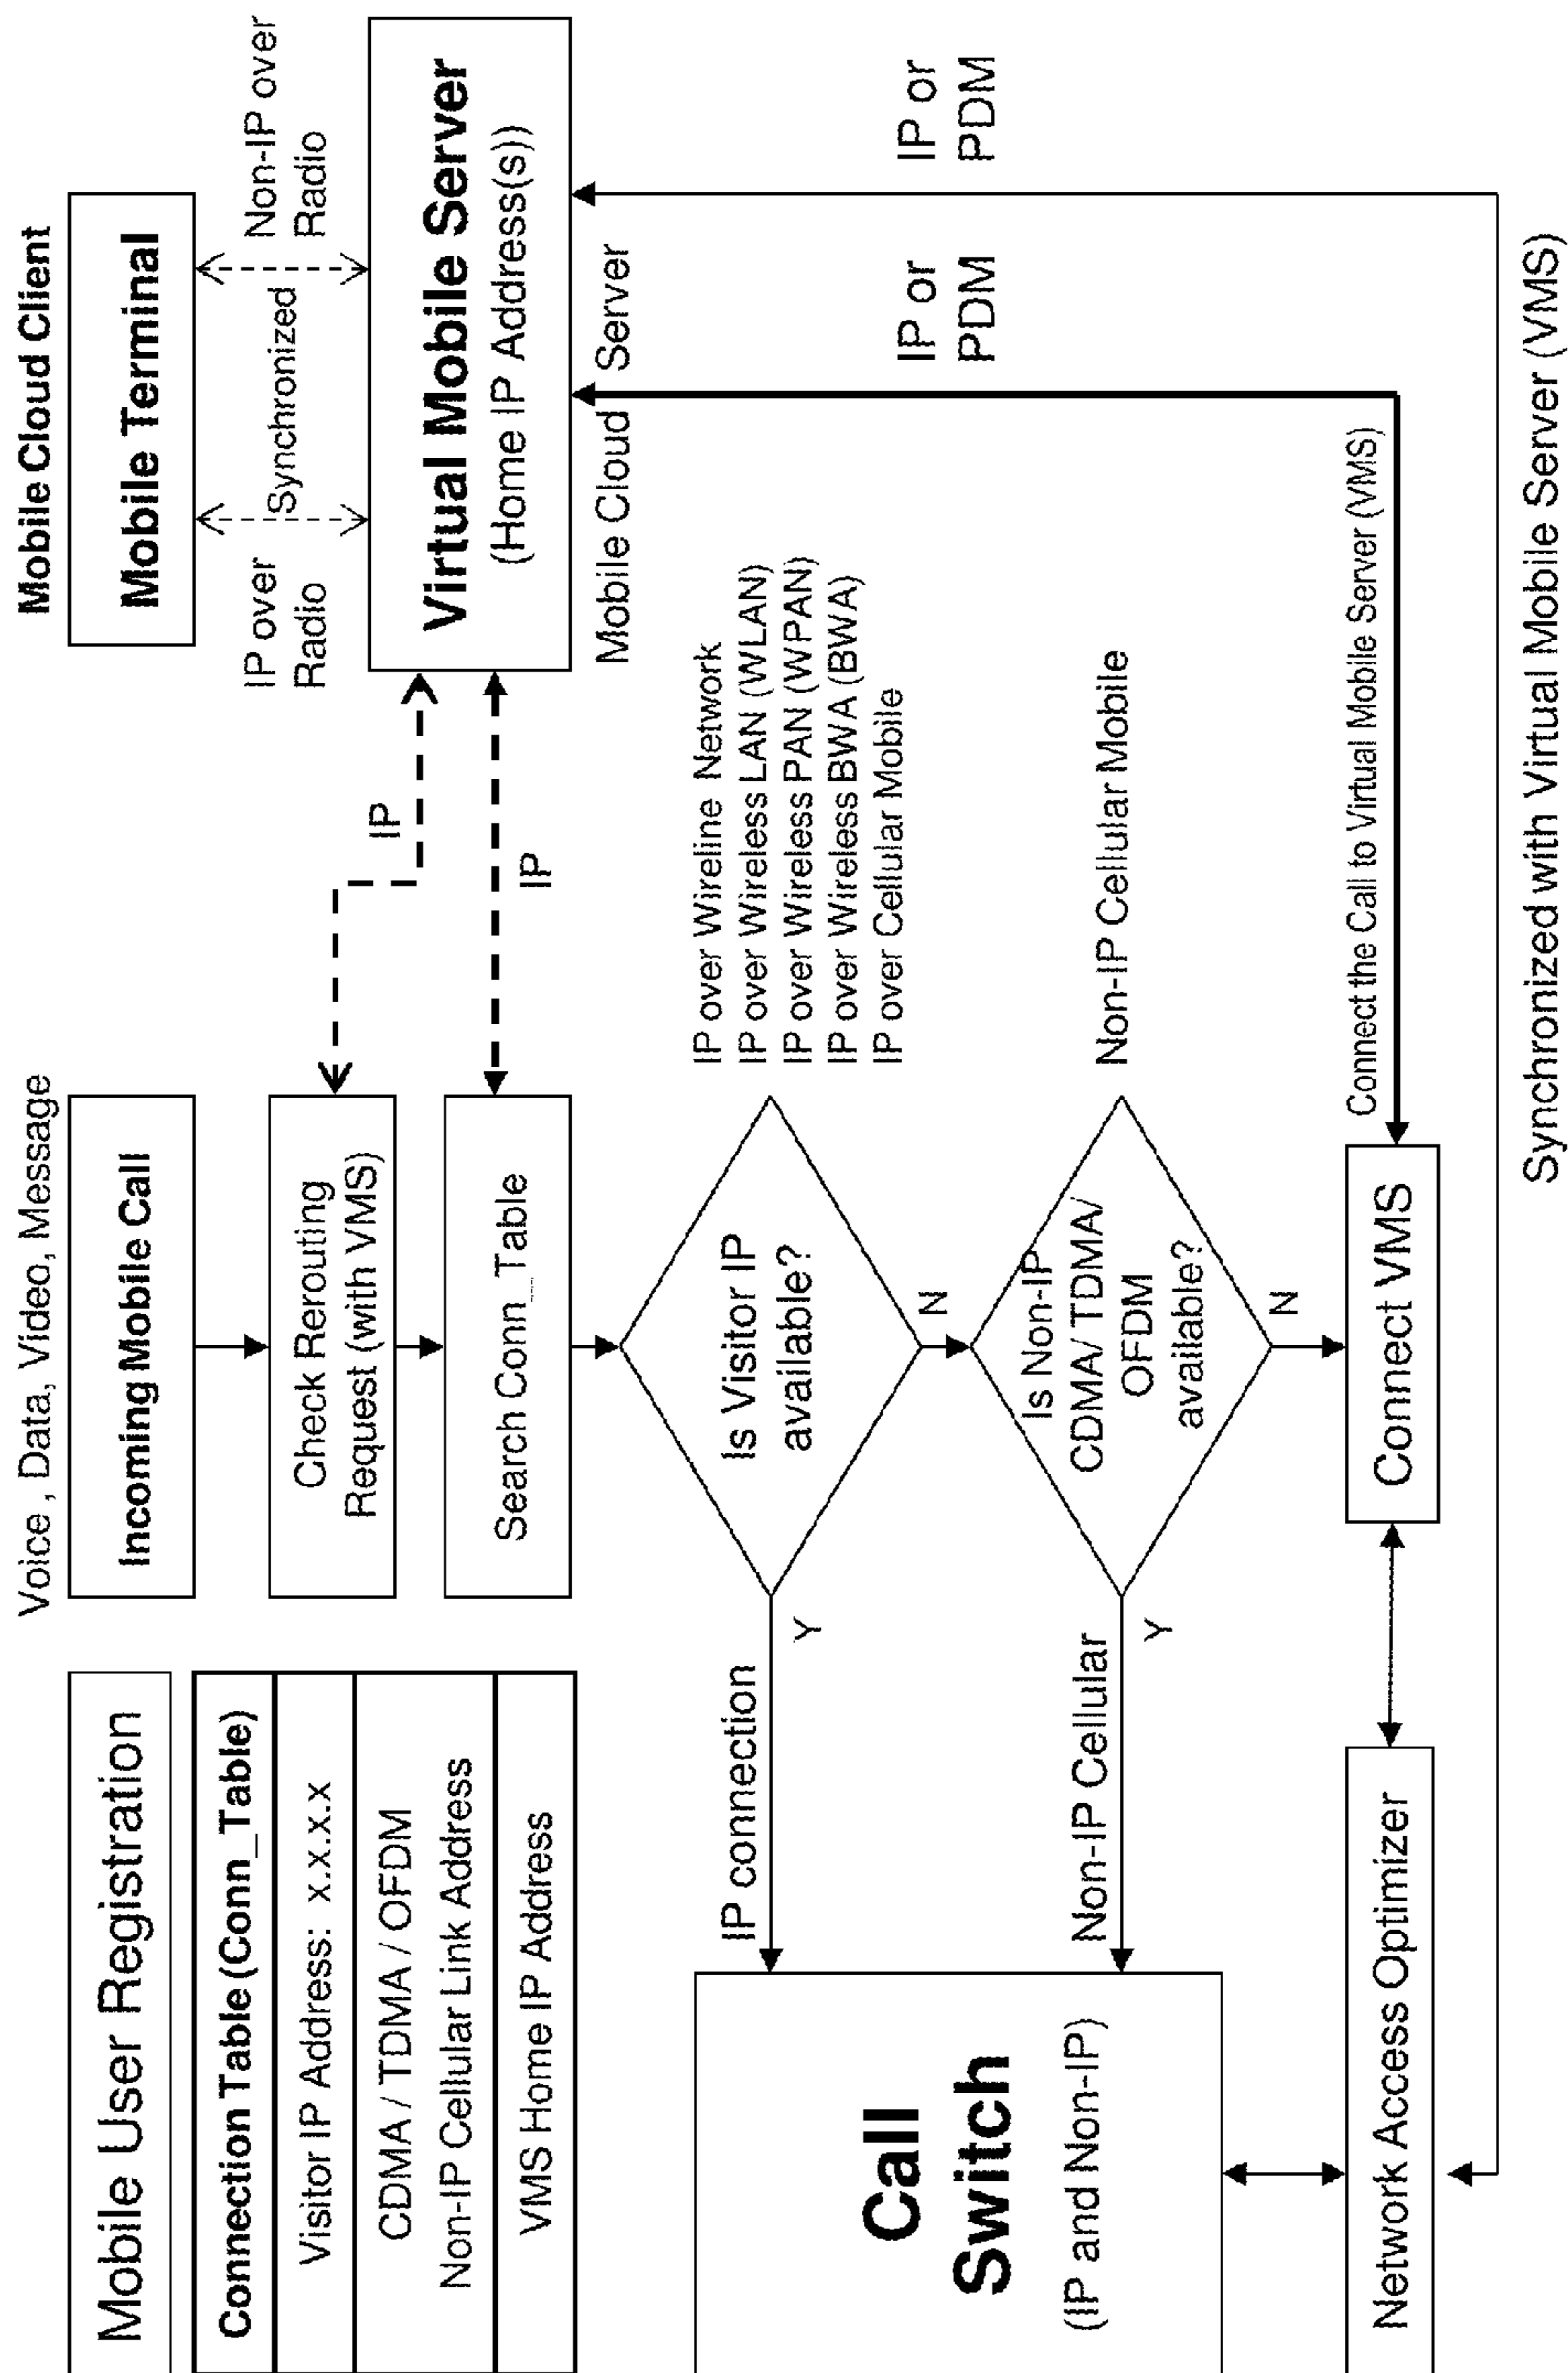 Mobile User Registration
Connection Table (Conn_Table)
Visitor IP Address: x.x.x.x
CDMA / TDMA / OFDM
Non-IP Cellular Link Address
VMS Home IP Address
Voice , Data, Video, Message
Incoming Mobile Call
Check Rerouting
Request (with VMS)
Search Conn_Table
Is Visitor IP
available?
Y
N
IP connection
Is Non-IP
CDMA/ TDMA/
OFDM
available?
Y
N
Non-IP Cellular
Call
Switch
(IP and Non-IP)
Network Access Optimizer
Connect VMS
Mobile Cloud Client
Mobile Terminal
IP over
Radio
Synchronized
Non-IP over
Radio
Virtual Mobile Server
(Home IP Address(s))
Mobile Cloud Server
IP
IP
IP over Wireline Network
IP over Wireless LAN (WLAN)
IP over Wireless PAN (WPAN)
IP over Wireless BWA (BWA)
IP over Cellular Mobile
Non-IP Cellular Mobile
IP or
PDM
IP or
PDM
Connect the Call to Virtual Mobile Server (VMS)
Synchronized with Virtual Mobile Server (VMS)